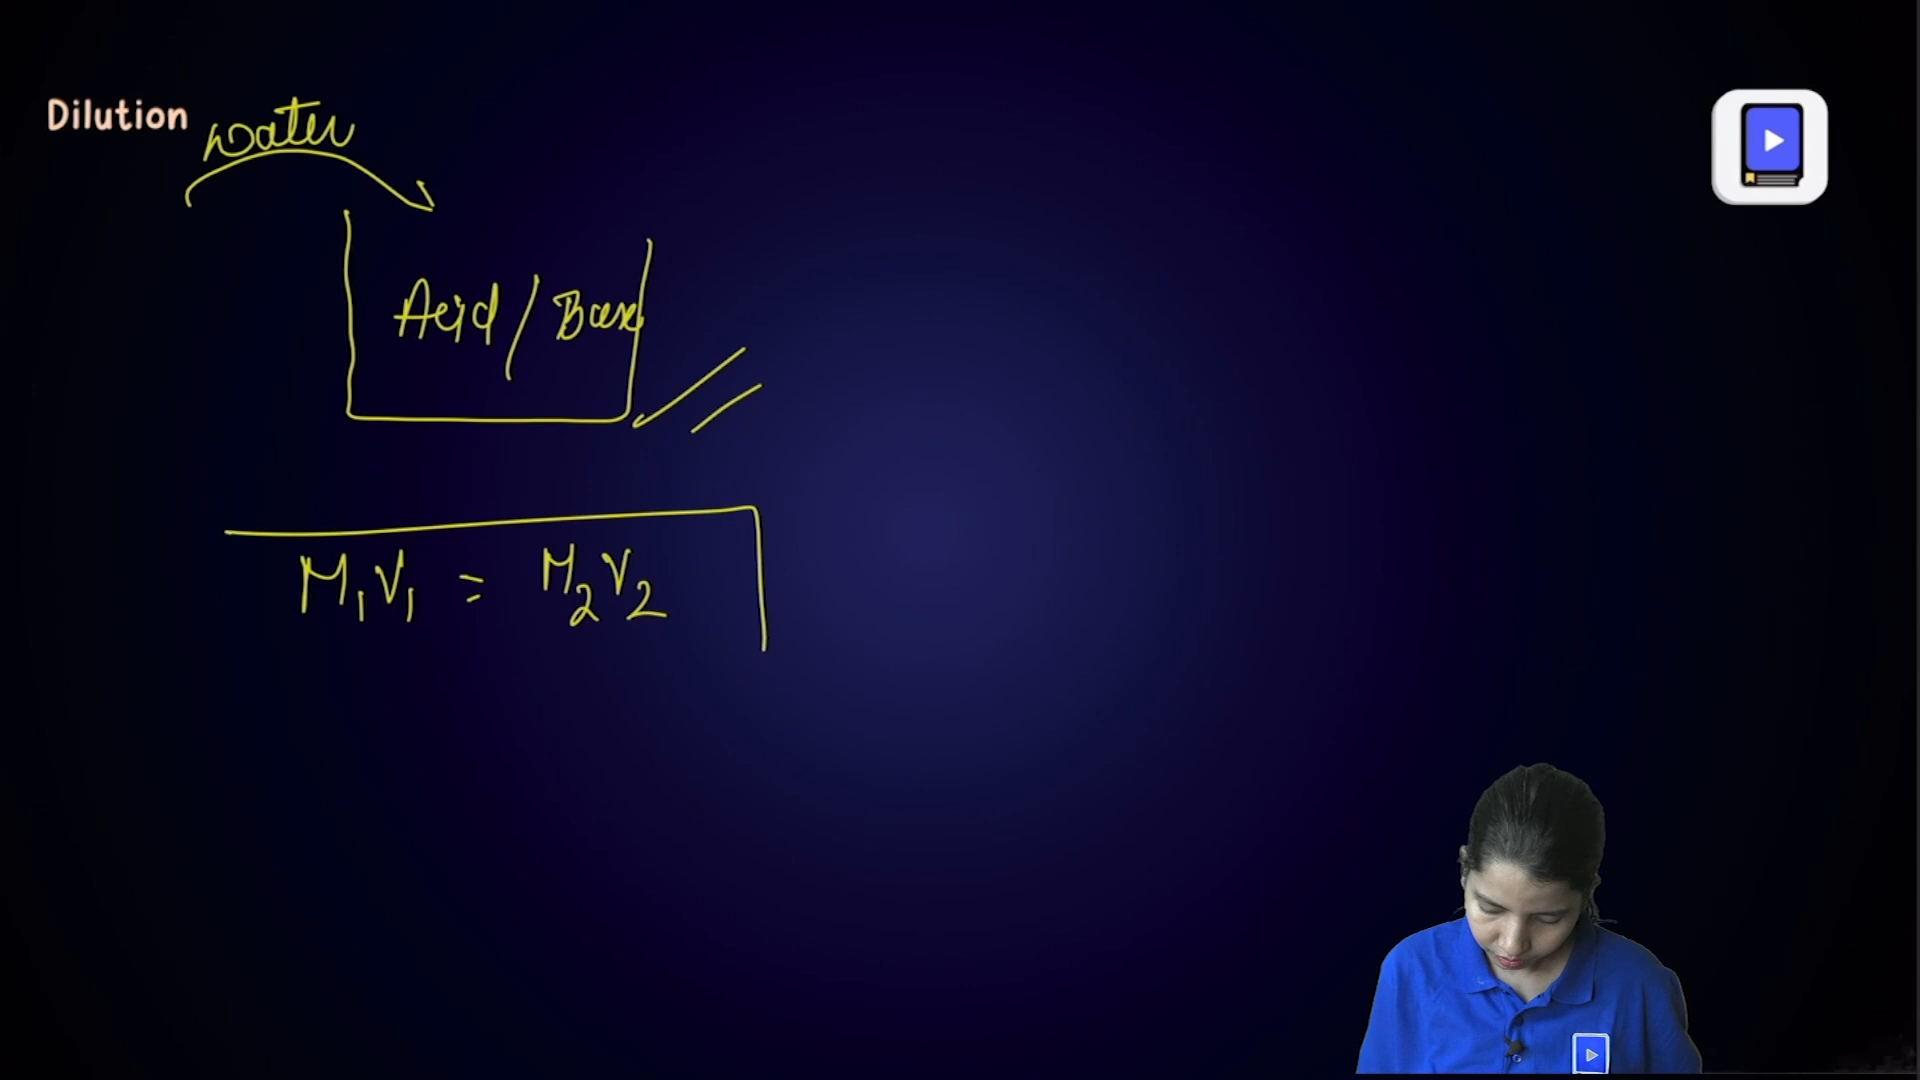 Dilution
Water
Acid / Base
M₁V₁ = M₂V₂